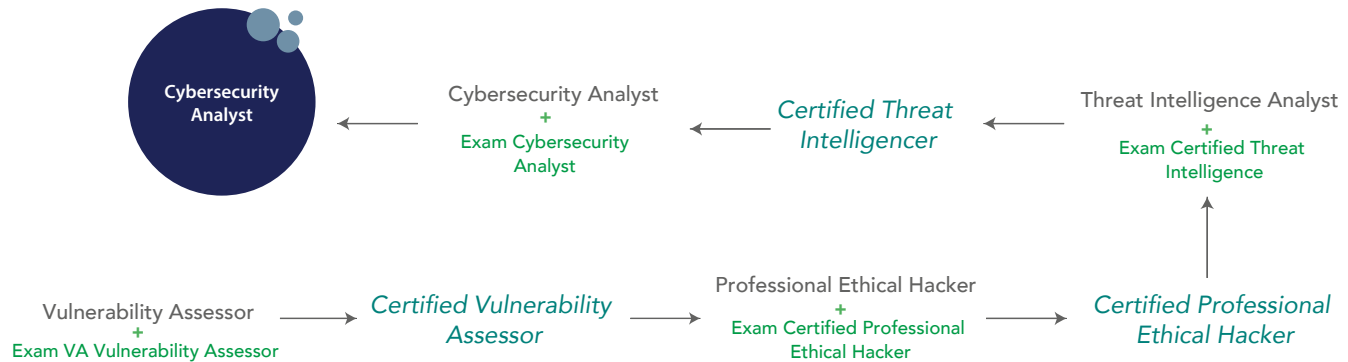 Cybersecurity
Analyst
Cybersecurity Analyst
+
Exam Cybersecurity
Analyst
Certified Threat
Intelligencer
Threat Intelligence Analyst
+
Exam Certified Threat
Intelligence
Vulnerability Assessor
+
Exam VA Vulnerability Assessor
Certified Vulnerability
Assessor
Professional Ethical Hacker
+
Exam Certified Professional
Ethical Hacker
Certified Professional
Ethical Hacker